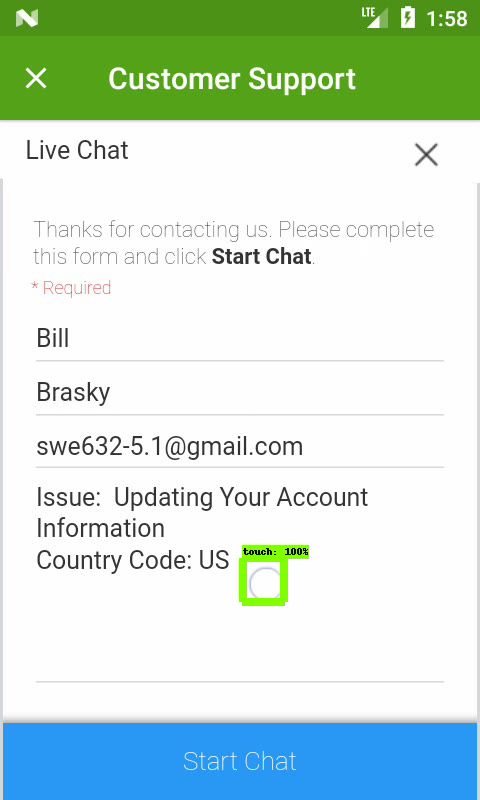 LTE 1:58
Customer Support
Live Chat
Thanks for contacting us. Please complete
this form and click Start Chat.
* Required
Bill
Brasky
swe632-5.1@gmail.com
Issue:  Updating Your Account
Information
Country Code: US
touch: 100%
Start Chat